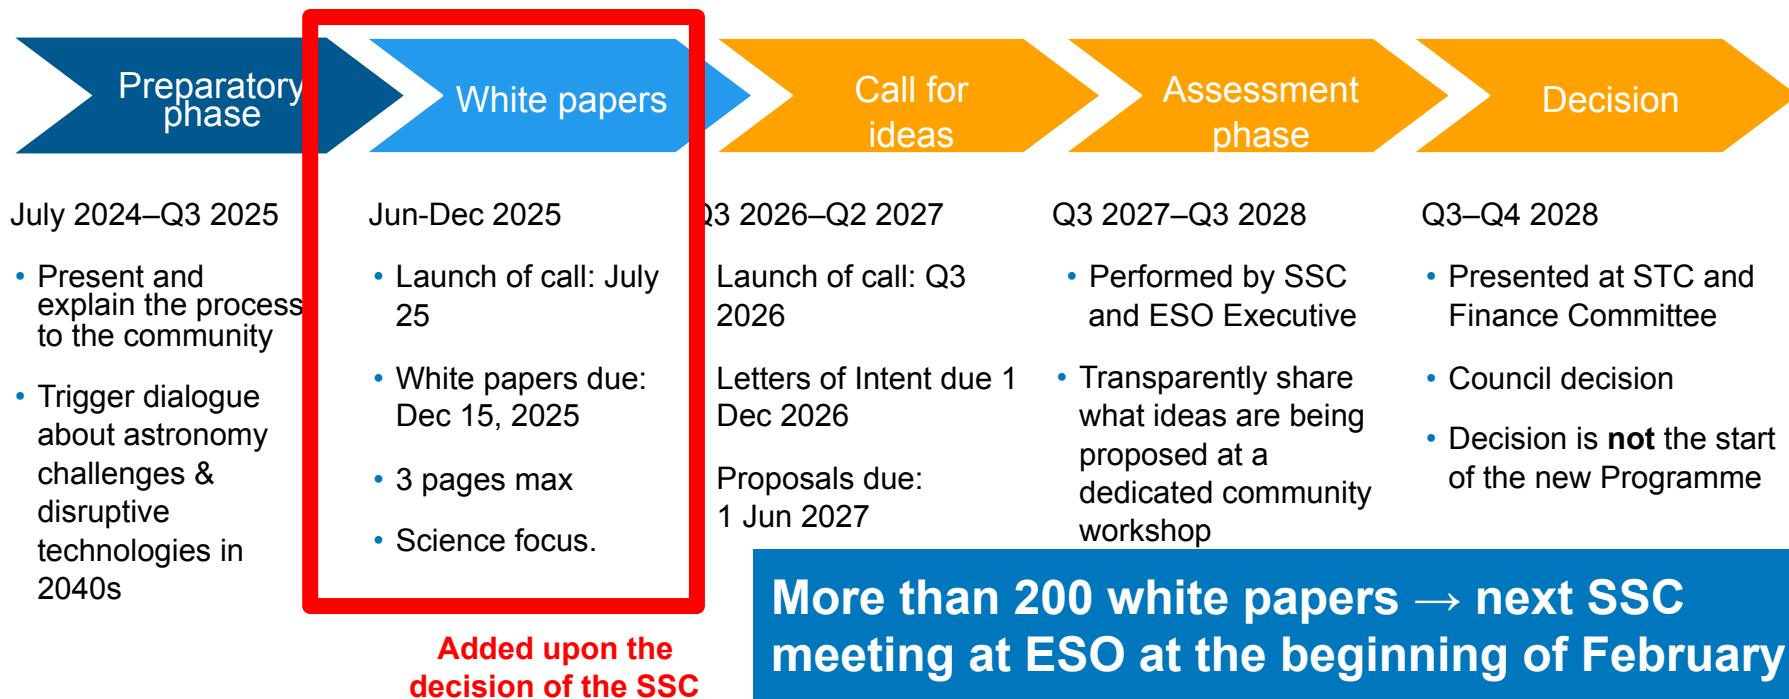 Preparatory
phase
White papers
Call for
ideas
Assessment
phase
Decision
July 2024–Q3 2025
• Present and
explain the process
to the community
• Trigger dialogue
about astronomy
challenges &
disruptive
technologies in
2040s
Jun-Dec 2025
• Launch of call: July
25
• White papers due:
Dec 15, 2025
• 3 pages max
• Science focus.
Added upon the
decision of the SSC
Q3 2026–Q2 2027
Launch of call: Q3
2026
Letters of Intent due 1
Dec 2026
Proposals due:
1 Jun 2027
Q3 2027–Q3 2028
• Performed by SSC
and ESO Executive
• Transparently share
what ideas are being
proposed at a
dedicated community
workshop
Q3–Q4 2028
• Presented at STC and
Finance Committee
• Council decision
• Decision is not the start
of the new Programme
More than 200 white papers → next SSC
meeting at ESO at the beginning of February